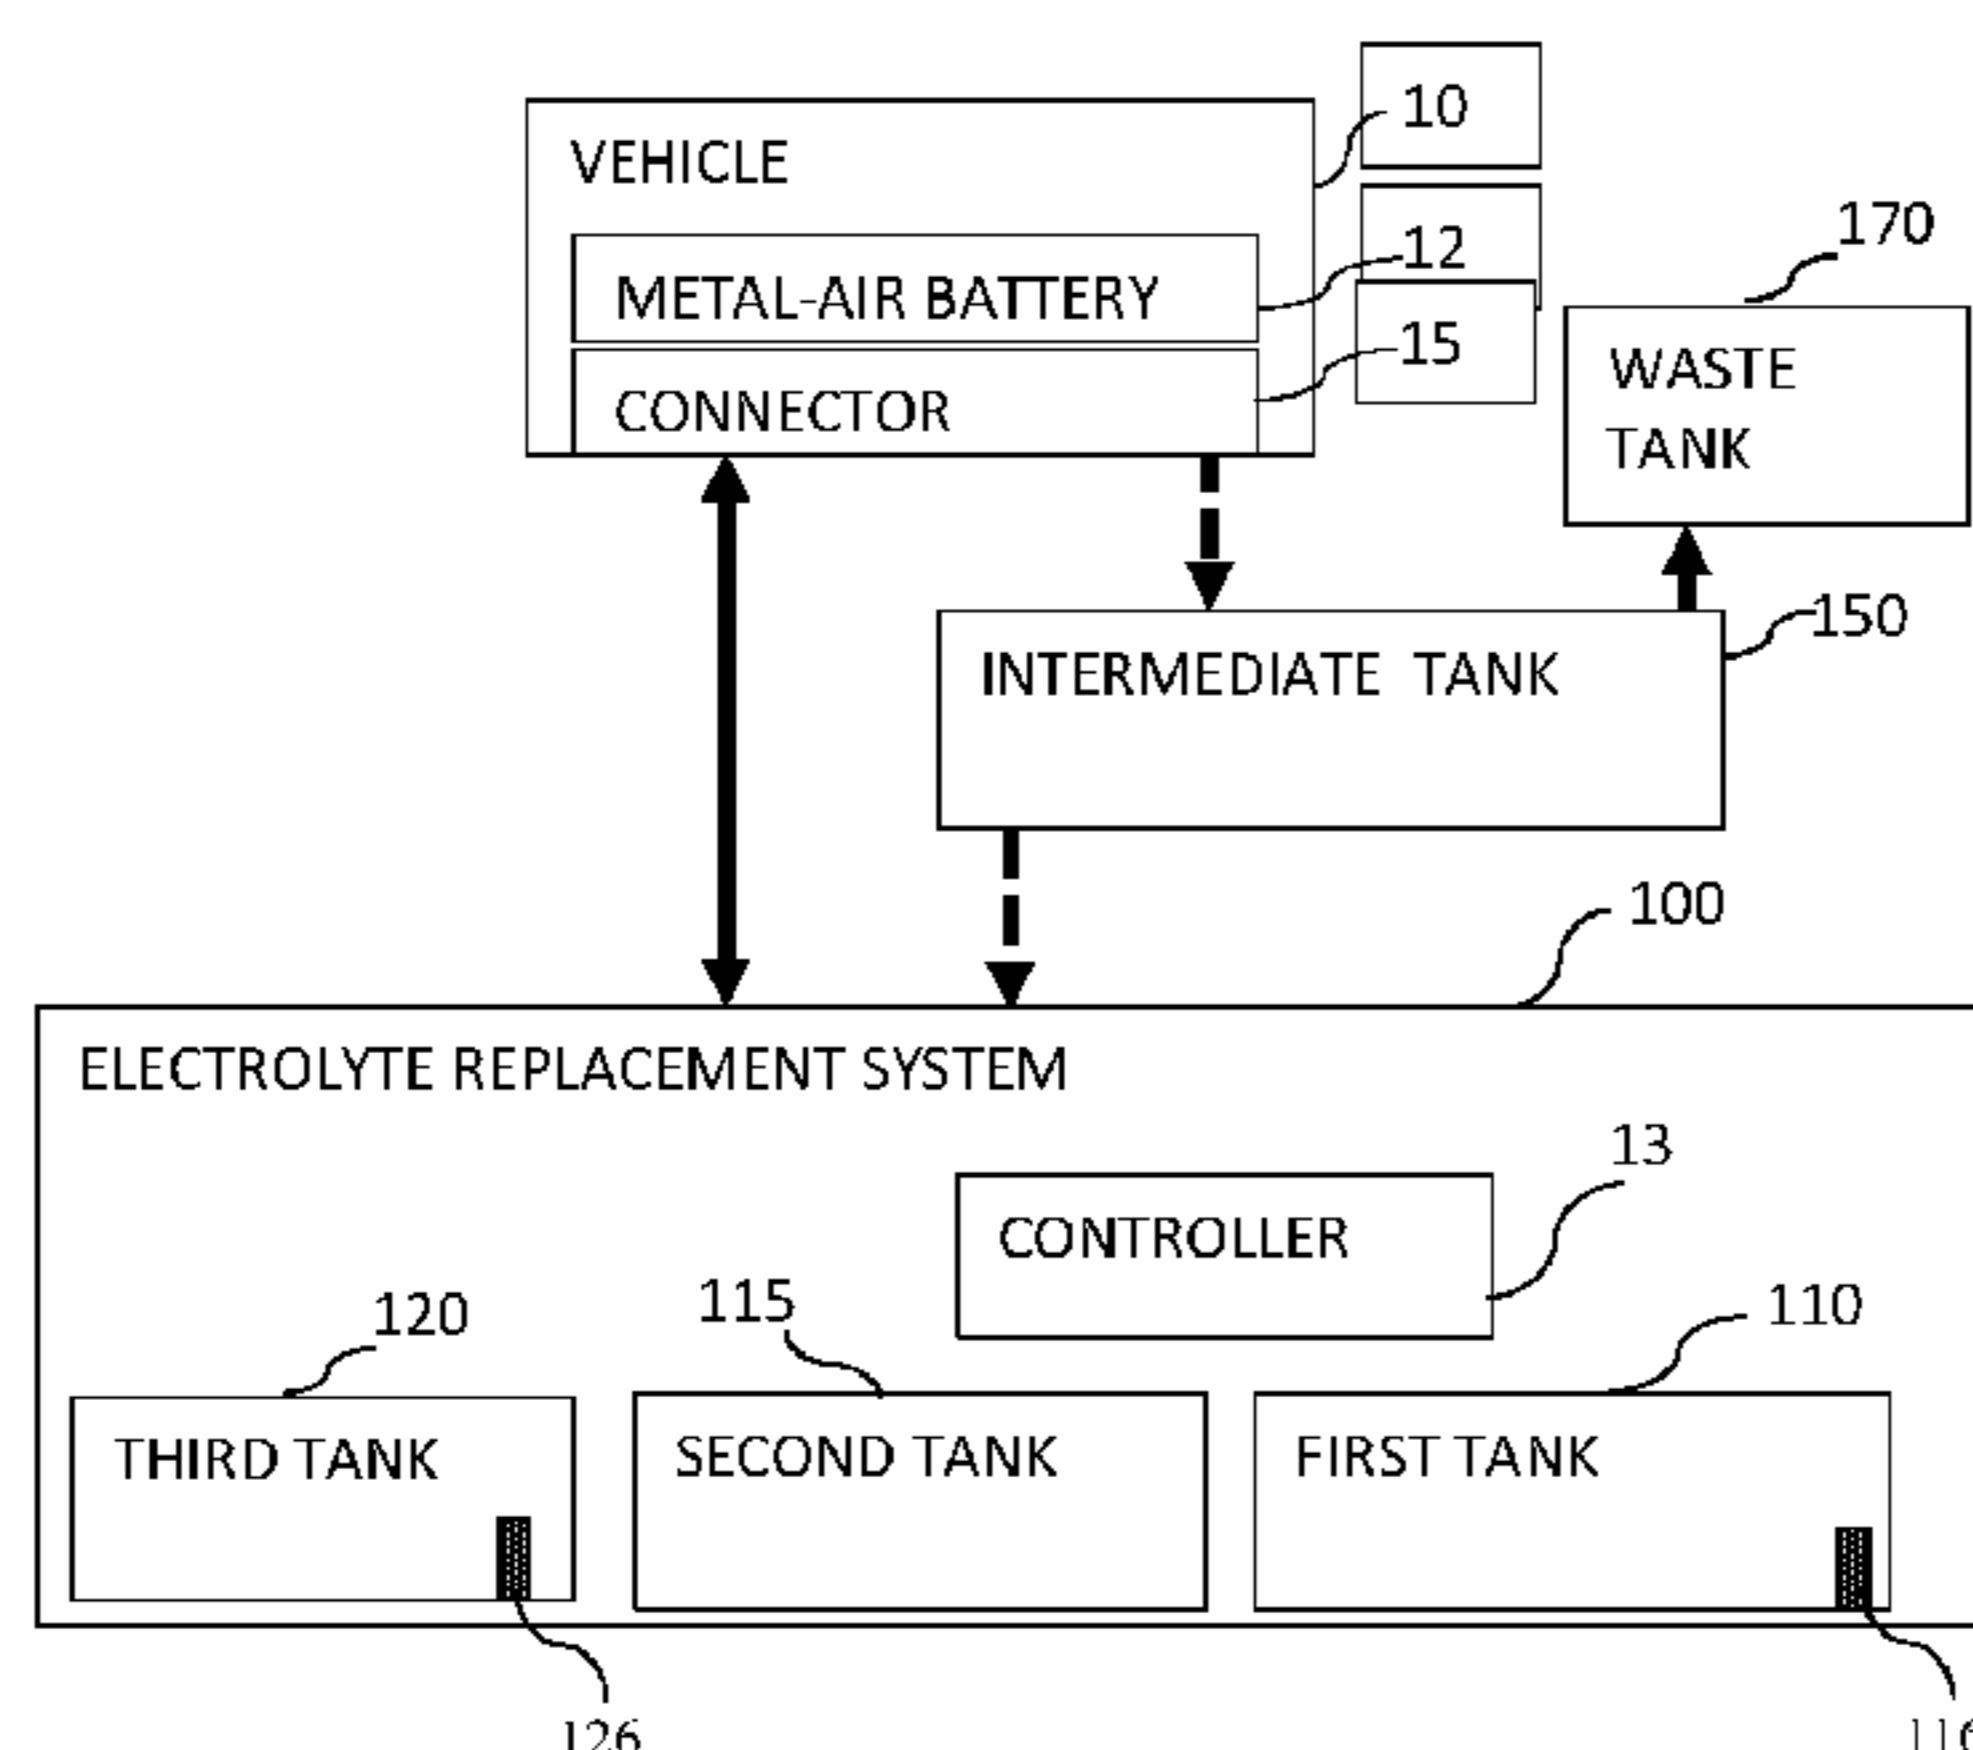 10
VEHICLE
12
170
METAL-AIR BATTERY
15
WASTE
TANK
CONNECTOR
150
INTERMEDIATE TANK
100
ELECTROLYTE REPLACEMENT SYSTEM
13
CONTROLLER
120
115
110
THIRD TANK
SECOND TANK
FIRST TANK
126